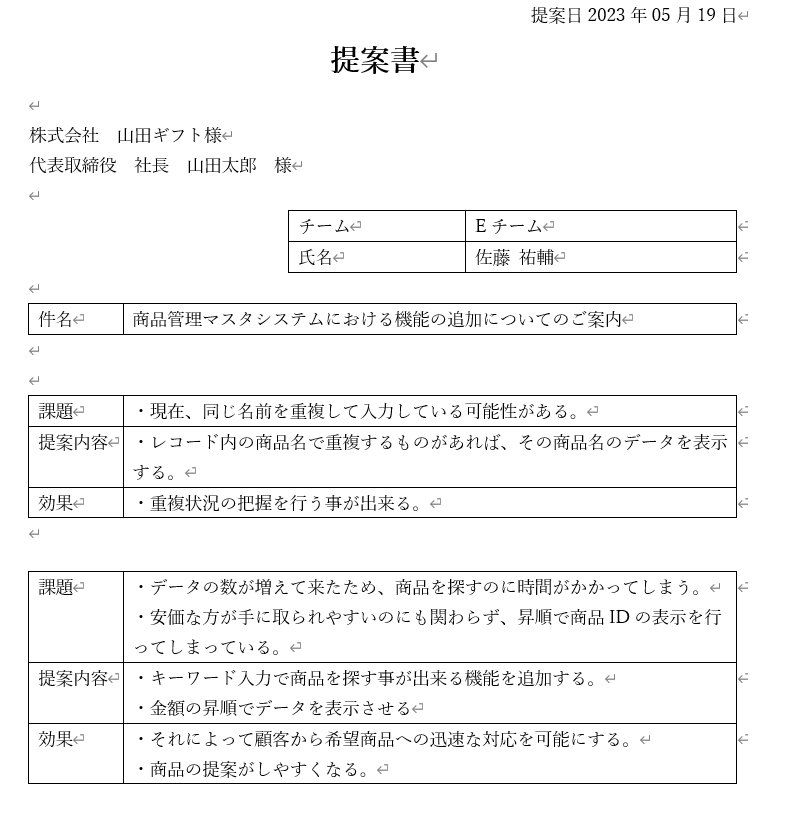 提案日 2023 年 05 月 19 日
提案書
株式会社　山田ギフト様
代表取締役　社長　山田太郎　様
チーム　E チーム
氏名　佐藤 祐輔
件名　商品管理マスタシステムにおける機能の追加についてのご案内
課題　・現在、同じ名前を重複して入力している可能性がある。
提案内容　・レコード内の商品名で重複するものがあれば、その商品名のデータを表示
する。
効果　・重複状況の把握を行う事が出来る。
課題　・データの数が増えて来たため、商品を探すのに時間がかかってしまう。
・安価な方が手に取られやすいのにも関わらず、昇順で商品 ID の表示を行
ってしまっている。
提案内容　・キーワード入力で商品を探す事が出来る機能を追加する。
・金額の昇順でデータを表示させる
効果　・それによって顧客から希望商品への迅速な対応を可能にする。
・商品の提案がしやすくなる。